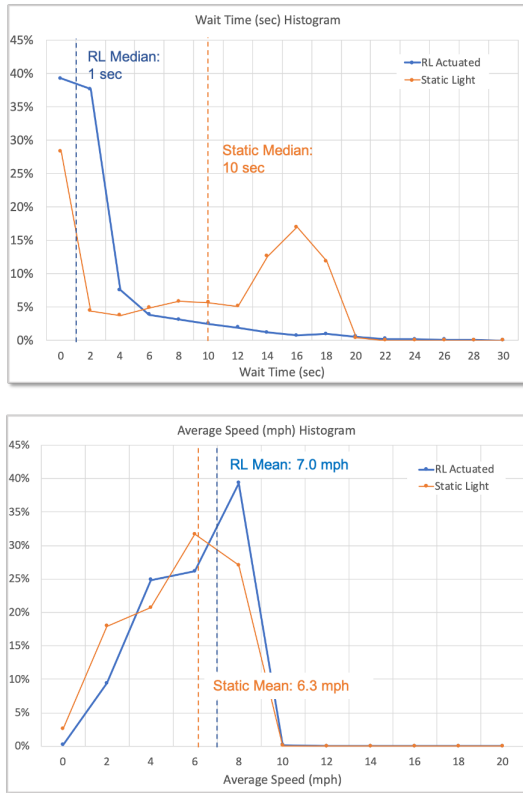 Wait Time (sec) Histogram
45%
40%
35%
30%
25%
20%
15%
10%
5%
0%
RL Median:
1 sec
RL Actuated
Static Light
Static Median:
10 sec
0 2 4 6 8 10 12 14 16 18 20 22 24 26 28 30
Wait Time (sec)
Average Speed (mph) Histogram
45%
40%
35%
30%
25%
20%
15%
10%
5%
0%
RL Mean: 7.0 mph
RL Actuated
Static Light
Static Mean: 6.3 mph
0 2 4 6 8 10 12 14 16 18 20
Average Speed (mph)